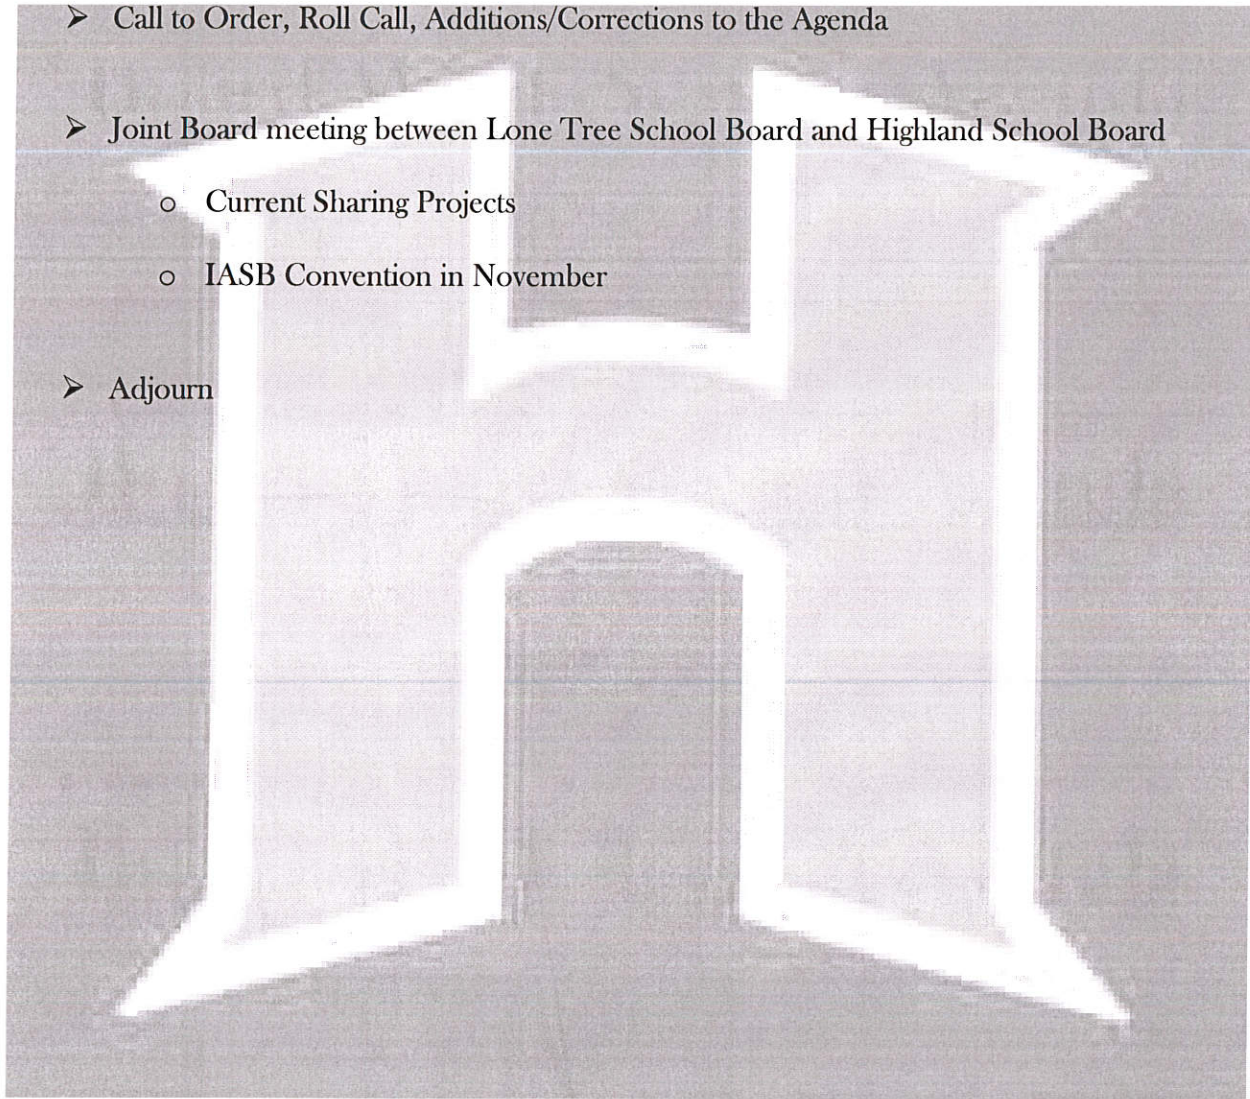 ➢ Call to Order, Roll Call, Additions/Corrections to the Agenda
➢ Joint Board meeting between Lone Tree School Board and Highland School Board
o Current Sharing Projects
o IASB Convention in November
➢ Adjourn
H